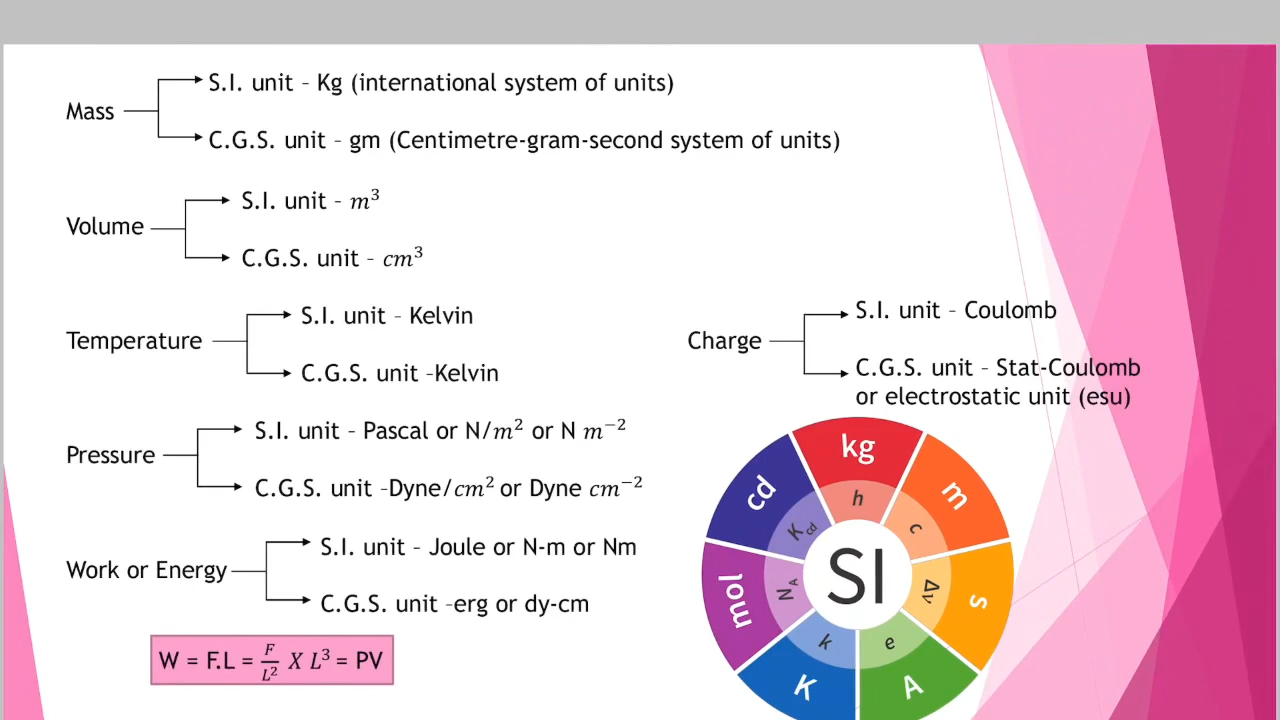 Mass
S.I. unit – Kg (international system of units)
C.G.S. unit – gm (Centimetre-gram-second system of units)
Volume
S.I. unit – m³
C.G.S. unit – cm³
Temperature
S.I. unit – Kelvin
C.G.S. unit –Kelvin
Pressure
S.I. unit – Pascal or N/m² or N m⁻²
C.G.S. unit –Dyne/cm² or Dyne cm⁻²
Work or Energy
S.I. unit – Joule or N-m or Nm
C.G.S. unit –erg or dy-cm
W = F.L = F/L² X L³ = PV
Charge
S.I. unit – Coulomb
C.G.S. unit – Stat-Coulomb
or electrostatic unit (esu)
SI
kg
h
m
c
s
Δν
A
e
K
k
mol
N_A
cd
K_cd